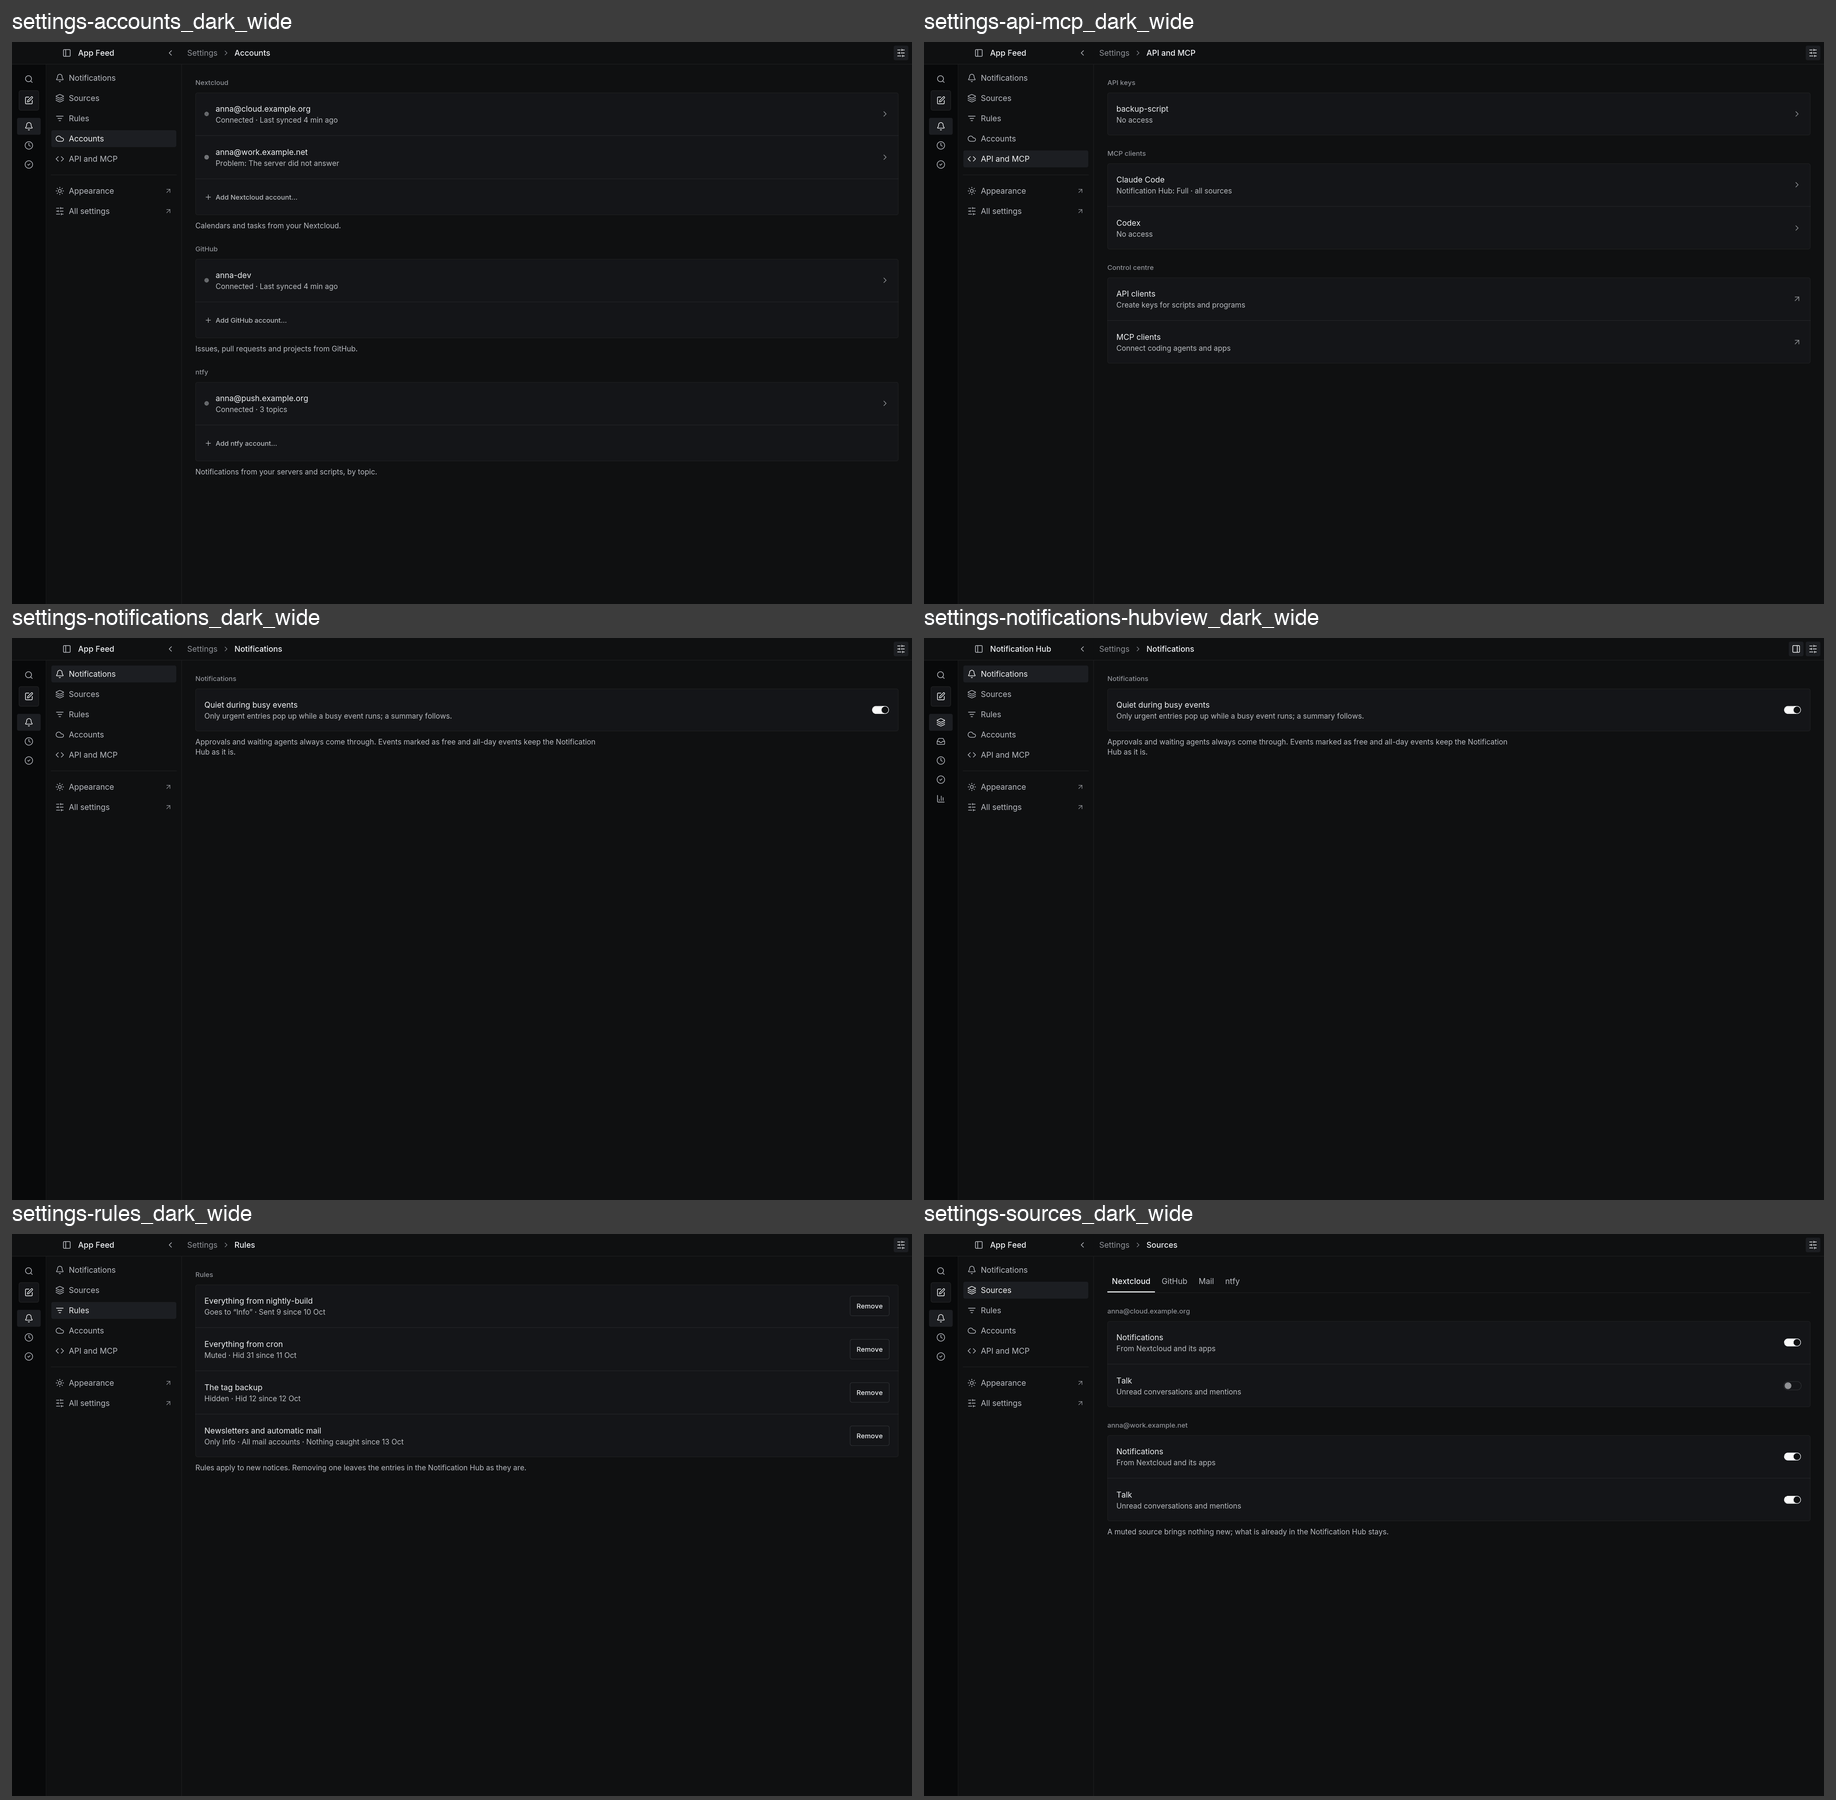 settings-accounts_dark_wide
App Feed
Settings > Accounts
Notifications
Sources
Rules
Accounts
API and MCP
Appearance
All settings
Nextcloud
anna@cloud.example.org
Connected · Last synced 4 min ago
anna@work.example.net
Problem: The server did not answer
+ Add Nextcloud account...
Calendars and tasks from your Nextcloud.
GitHub
anna-dev
Connected · Last synced 4 min ago
+ Add GitHub account...
Issues, pull requests and projects from GitHub.
ntfy
anna@push.example.org
Connected · 3 topics
+ Add ntfy account...
Notifications from your servers and scripts, by topic.
settings-api-mcp_dark_wide
App Feed
Settings > API and MCP
Notifications
Sources
Rules
Accounts
API and MCP
Appearance
All settings
API keys
backup-script
No access
MCP clients
Claude Code
Notification Hub: Full · all sources
Codex
No access
Control centre
API clients
Create keys for scripts and programs
MCP clients
Connect coding agents and apps
settings-notifications_dark_wide
App Feed
Settings > Notifications
Notifications
Sources
Rules
Accounts
API and MCP
Appearance
All settings
Notifications
Quiet during busy events
Only urgent entries pop up while a busy event runs; a summary follows.
Approvals and waiting agents always come through. Events marked as free and all-day events keep the Notification
Hub as it is.
settings-notifications-hubview_dark_wide
Notification Hub
Settings > Notifications
Notifications
Sources
Rules
Accounts
API and MCP
Appearance
All settings
Notifications
Quiet during busy events
Only urgent entries pop up while a busy event runs; a summary follows.
Approvals and waiting agents always come through. Events marked as free and all-day events keep the Notification
Hub as it is.
settings-rules_dark_wide
App Feed
Settings > Rules
Notifications
Sources
Rules
Accounts
API and MCP
Appearance
All settings
Rules
Everything from nightly-build
Goes to “Info” · Sent 9 since 10 Oct
Remove
Everything from cron
Muted · Hid 31 since 11 Oct
Remove
The tag backup
Hidden · Hid 12 since 12 Oct
Remove
Newsletters and automatic mail
Only Info · All mail accounts · Nothing caught since 13 Oct
Remove
Rules apply to new notices. Removing one leaves the entries in the Notification Hub as they are.
settings-sources_dark_wide
App Feed
Settings > Sources
Notifications
Sources
Rules
Accounts
API and MCP
Appearance
All settings
Nextcloud GitHub Mail ntfy
anna@cloud.example.org
Notifications
From Nextcloud and its apps
Talk
Unread conversations and mentions
anna@work.example.net
Notifications
From Nextcloud and its apps
Talk
Unread conversations and mentions
A muted source brings nothing new; what is already in the Notification Hub stays.